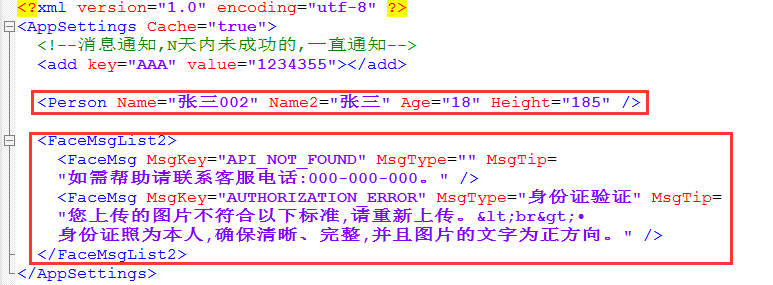 <?xml version="1.0" encoding="utf-8" ?>
<AppSettings Cache="true">
<!--消息通知,N天内未成功的,一直通知-->
<add key="AAA" value="1234355"></add>
<Person Name="张三002" Name2="张三" Age="18" Height="185" />
<FaceMsgList2>
<FaceMsg MsgKey="API_NOT_FOUND" MsgType="" MsgTip=
"如需帮助请联系客服电话:000-000-000。" />
<FaceMsg MsgKey="AUTHORIZATION_ERROR" MsgType="身份证验证" MsgTip=
"您上传的图片不符合以下标准,请重新上传。&lt;br&gt;•
身份证照为本人,确保清晰、完整,并且图片的文字为正方向。" />
</FaceMsgList2>
</AppSettings>